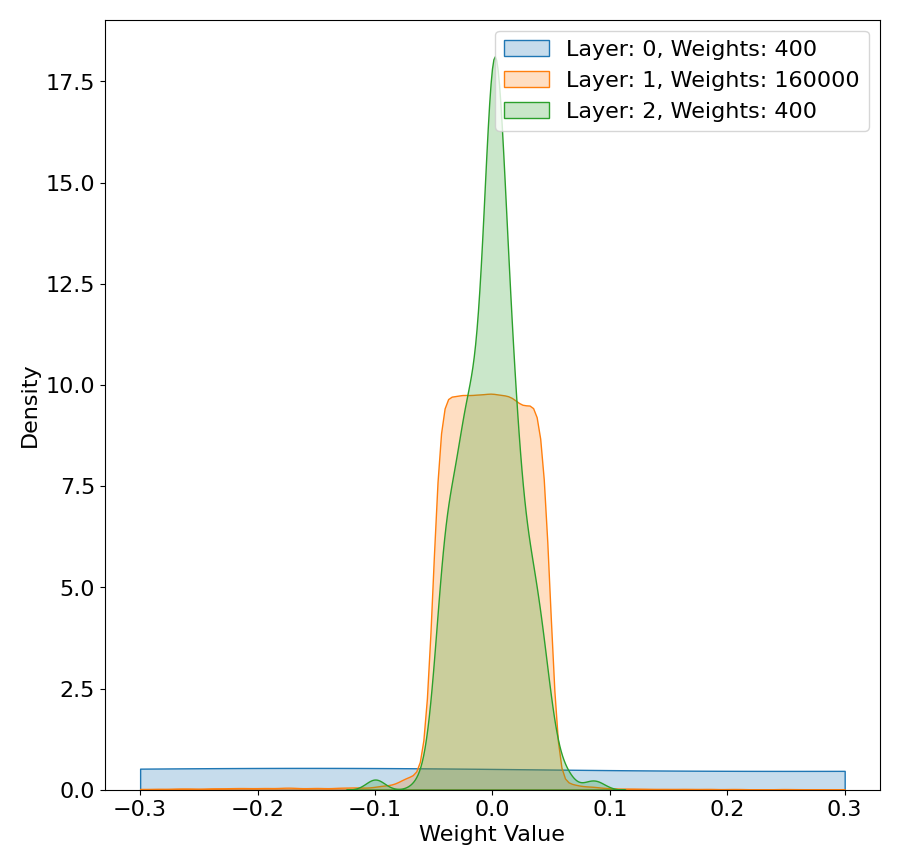 Layer: 0, Weights: 400
Layer: 1, Weights: 160000
Layer: 2, Weights: 400
Density
17.5
15.0
12.5
10.0
7.5
5.0
2.5
0.0
−0.3 −0.2 −0.1 0.0 0.1 0.2 0.3
Weight Value